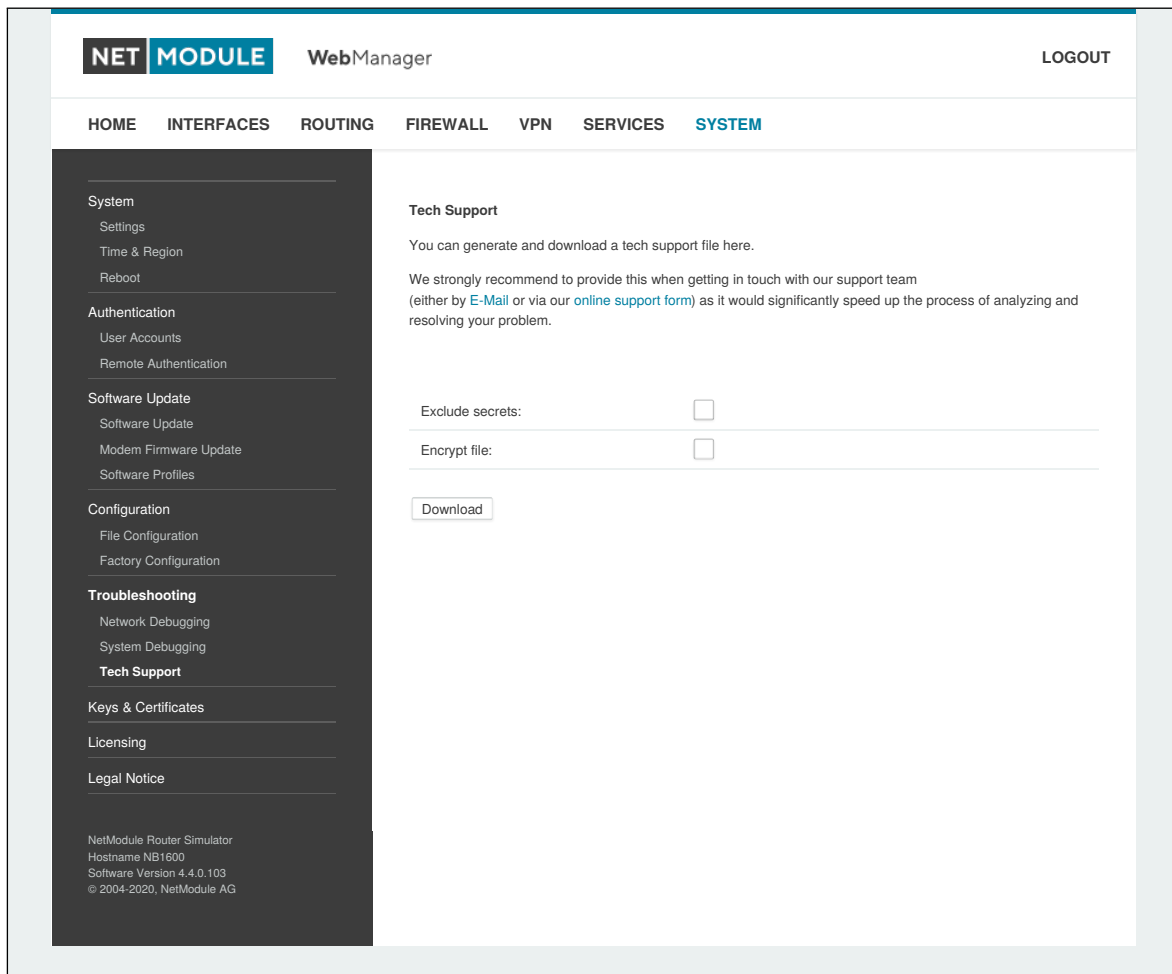 NET MODULE WebManager LOGOUT
HOME INTERFACES ROUTING FIREWALL VPN SERVICES SYSTEM
System
Settings
Time & Region
Reboot
Authentication
User Accounts
Remote Authentication
Software Update
Software Update
Modem Firmware Update
Software Profiles
Configuration
File Configuration
Factory Configuration
Troubleshooting
Network Debugging
System Debugging
Tech Support
Keys & Certificates
Licensing
Legal Notice
NetModule Router Simulator
Hostname NB1600
Software Version 4.4.0.103
© 2004-2020, NetModule AG
Tech Support
You can generate and download a tech support file here.
We strongly recommend to provide this when getting in touch with our support team
(either by E-Mail or via our online support form) as it would significantly speed up the process of analyzing and
resolving your problem.
Exclude secrets:
Encrypt file:
Download